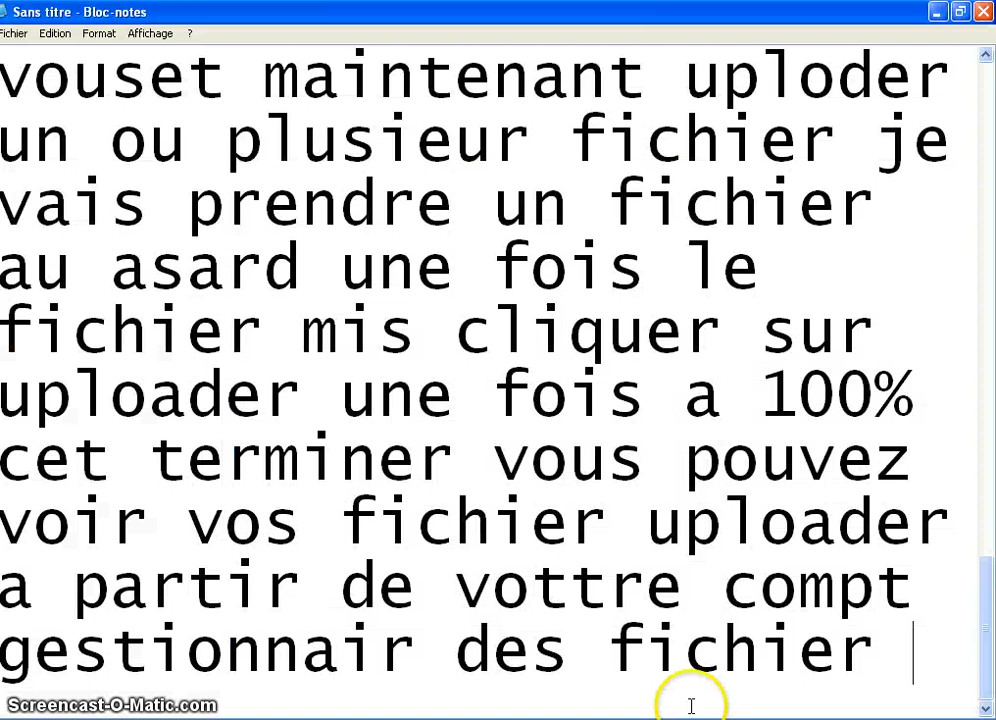 Sans titre - Bloc-notes
Fichier Edition Format Affichage ?
vouset maintenant uploder
un ou plusieur fichier je
vais prendre un fichier
au asard une fois le
fichier mis cliquer sur
uploader une fois a 100%
cet terminer vous pouvez
voir vos fichier uploader
a partir de vottre compt
gestionnair des fichier
Screencast-O-Matic.com